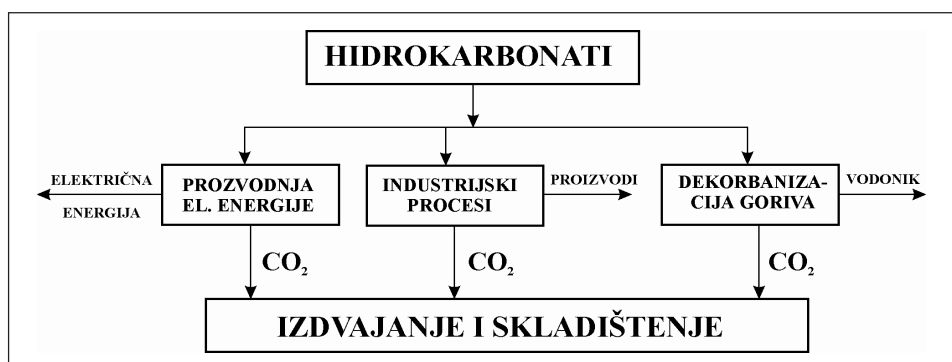 HIDROKARBONATI
ELEKTRIČNA
ENERGIJA
PROZVODNJA
EL. ENERGIJE
INDUSTRIJSKI
PROCESI
PROIZVODI
DEKORBANIZA-
CIJA GORIVA
VODONIK
CO₂
CO₂
CO₂
IZDVAJANJE I SKLADIŠTENJE